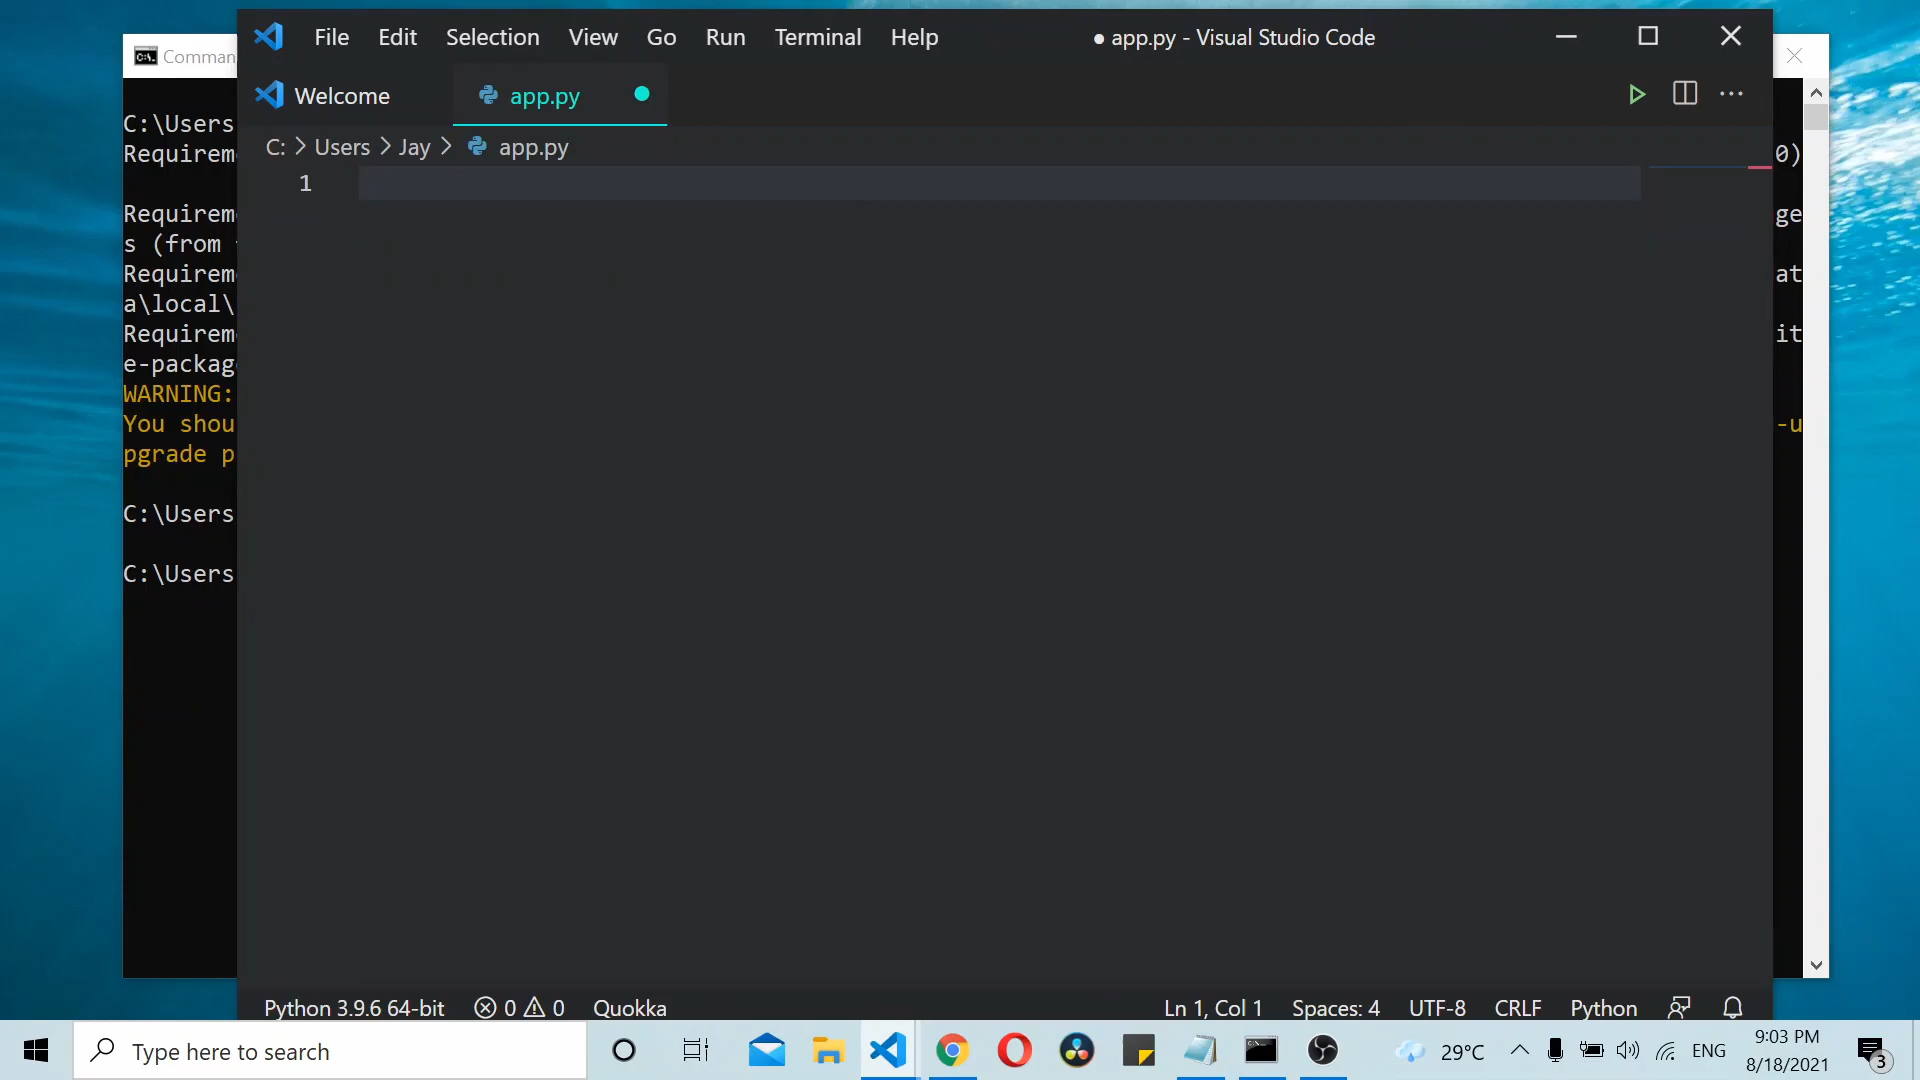 File Edit Selection View Go Run Terminal Help ● app.py - Visual Studio Code
Comman
Welcome app.py
C: > Users > Jay > app.py
1
C:\Users
Requirem 0)
Requirem ge
s (from
Requirem at
a\local\
Requirem it
e-packag
WARNING:
You shou -u
pgrade p
C:\Users
C:\Users
Python 3.9.6 64-bit 0 0 Quokka Ln 1, Col 1 Spaces: 4 UTF-8 CRLF Python
Type here to search 29°C ENG 9:03 PM
8/18/2021 3